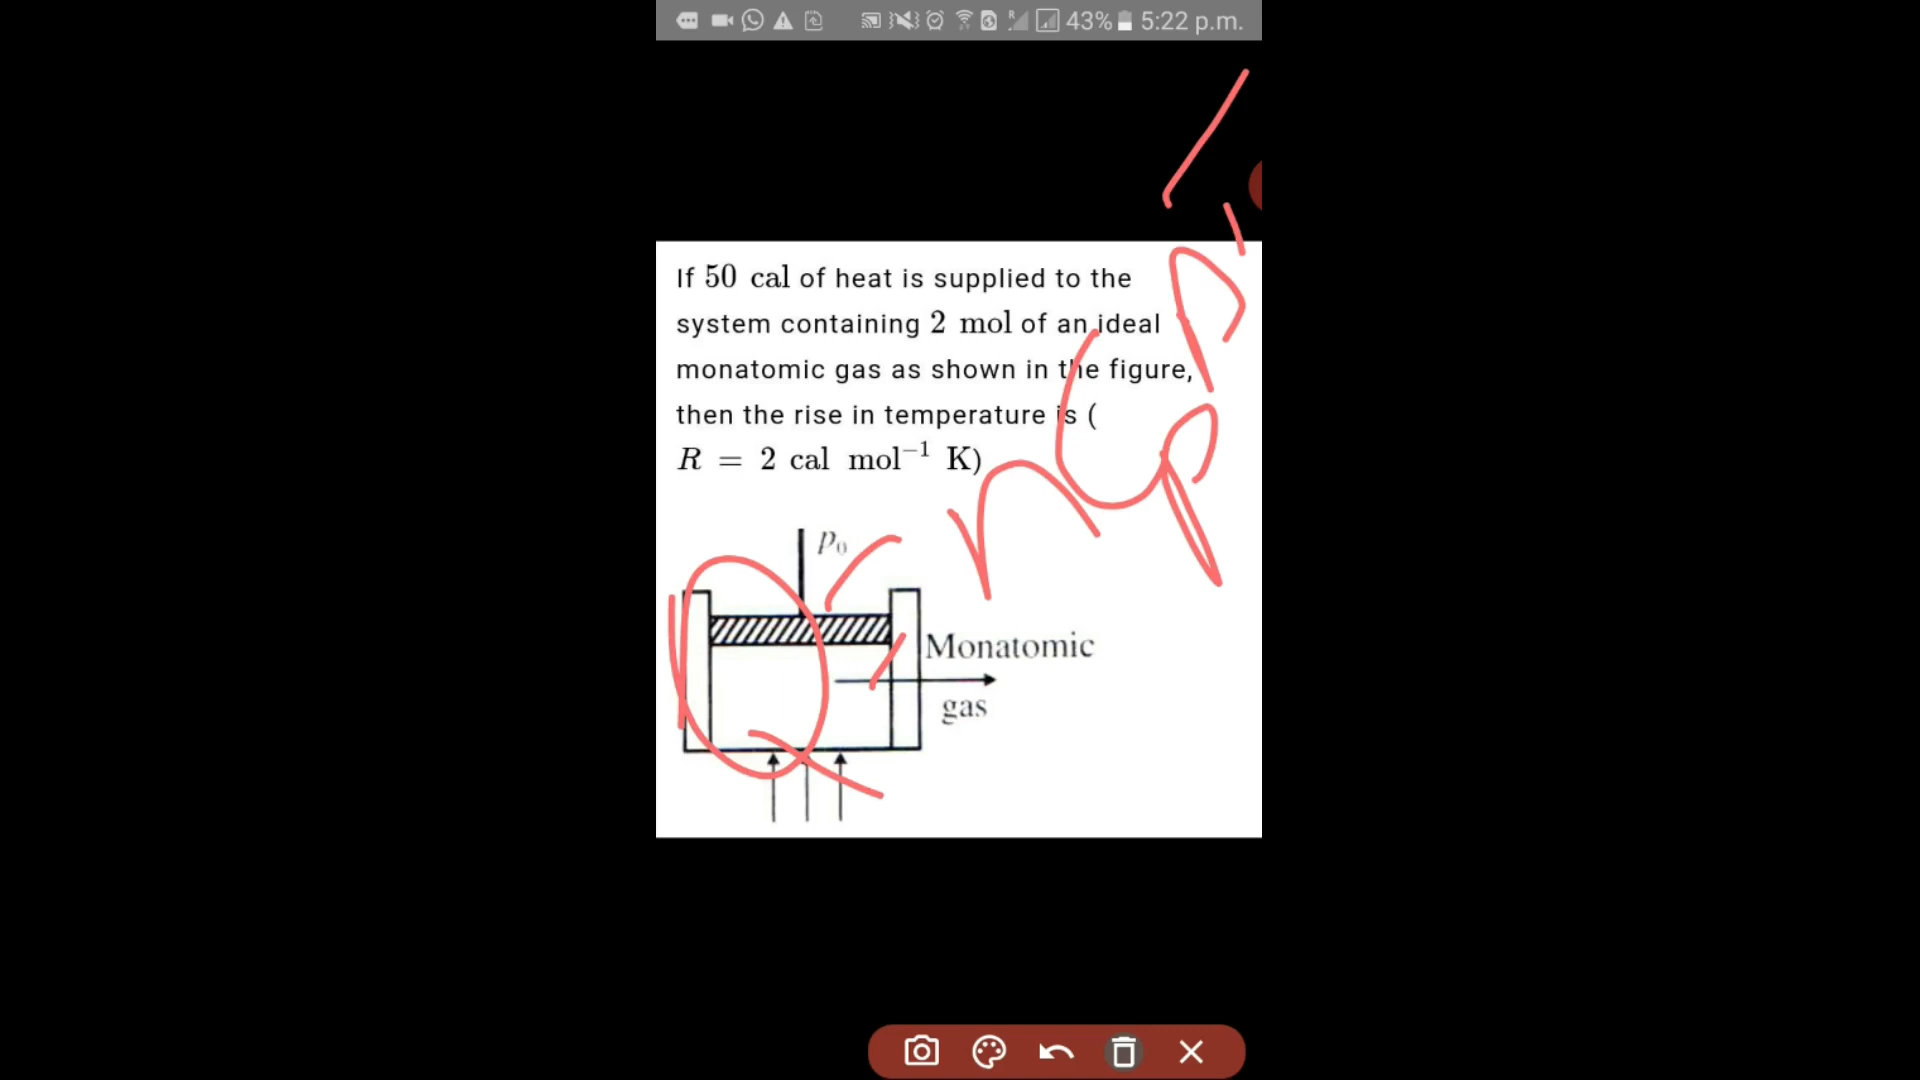 43% 5:22 p.m.
If 50 cal of heat is supplied to the
system containing 2 mol of an ideal
monatomic gas as shown in the figure,
then the rise in temperature is (
R = 2 cal mol⁻¹ K)
p₀
Q = nCp
Monatomic
gas